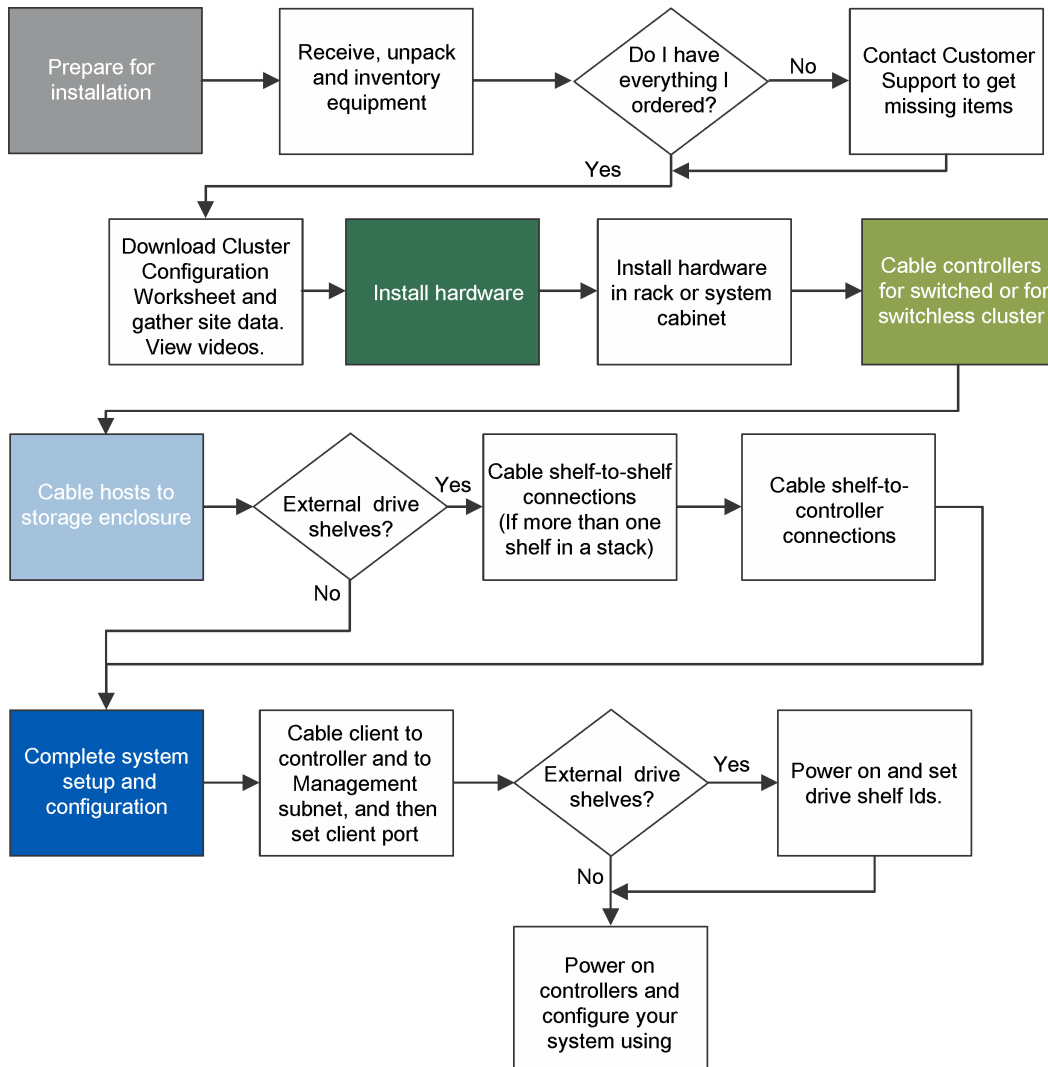 Prepare for
installation
Receive, unpack
and inventory
equipment
Do I have
everything I
ordered?
No
Contact Customer
Support to get
missing items
Yes
Download Cluster
Configuration
Worksheet and
gather site data.
View videos.
Install hardware
Install hardware
in rack or system
cabinet
Cable controllers
for switched or for
switchless cluster
Cable hosts to
storage enclosure
External drive
shelves?
Yes
No
Cable shelf-to-shelf
connections
(If more than one
shelf in a stack)
Cable shelf-to-
controller
connections
Complete system
setup and
configuration
Cable client to
controller and to
Management
subnet, and then
set client port
External drive
shelves?
Yes
No
Power on and set
drive shelf Ids.
Power on
controllers and
configure your
system using